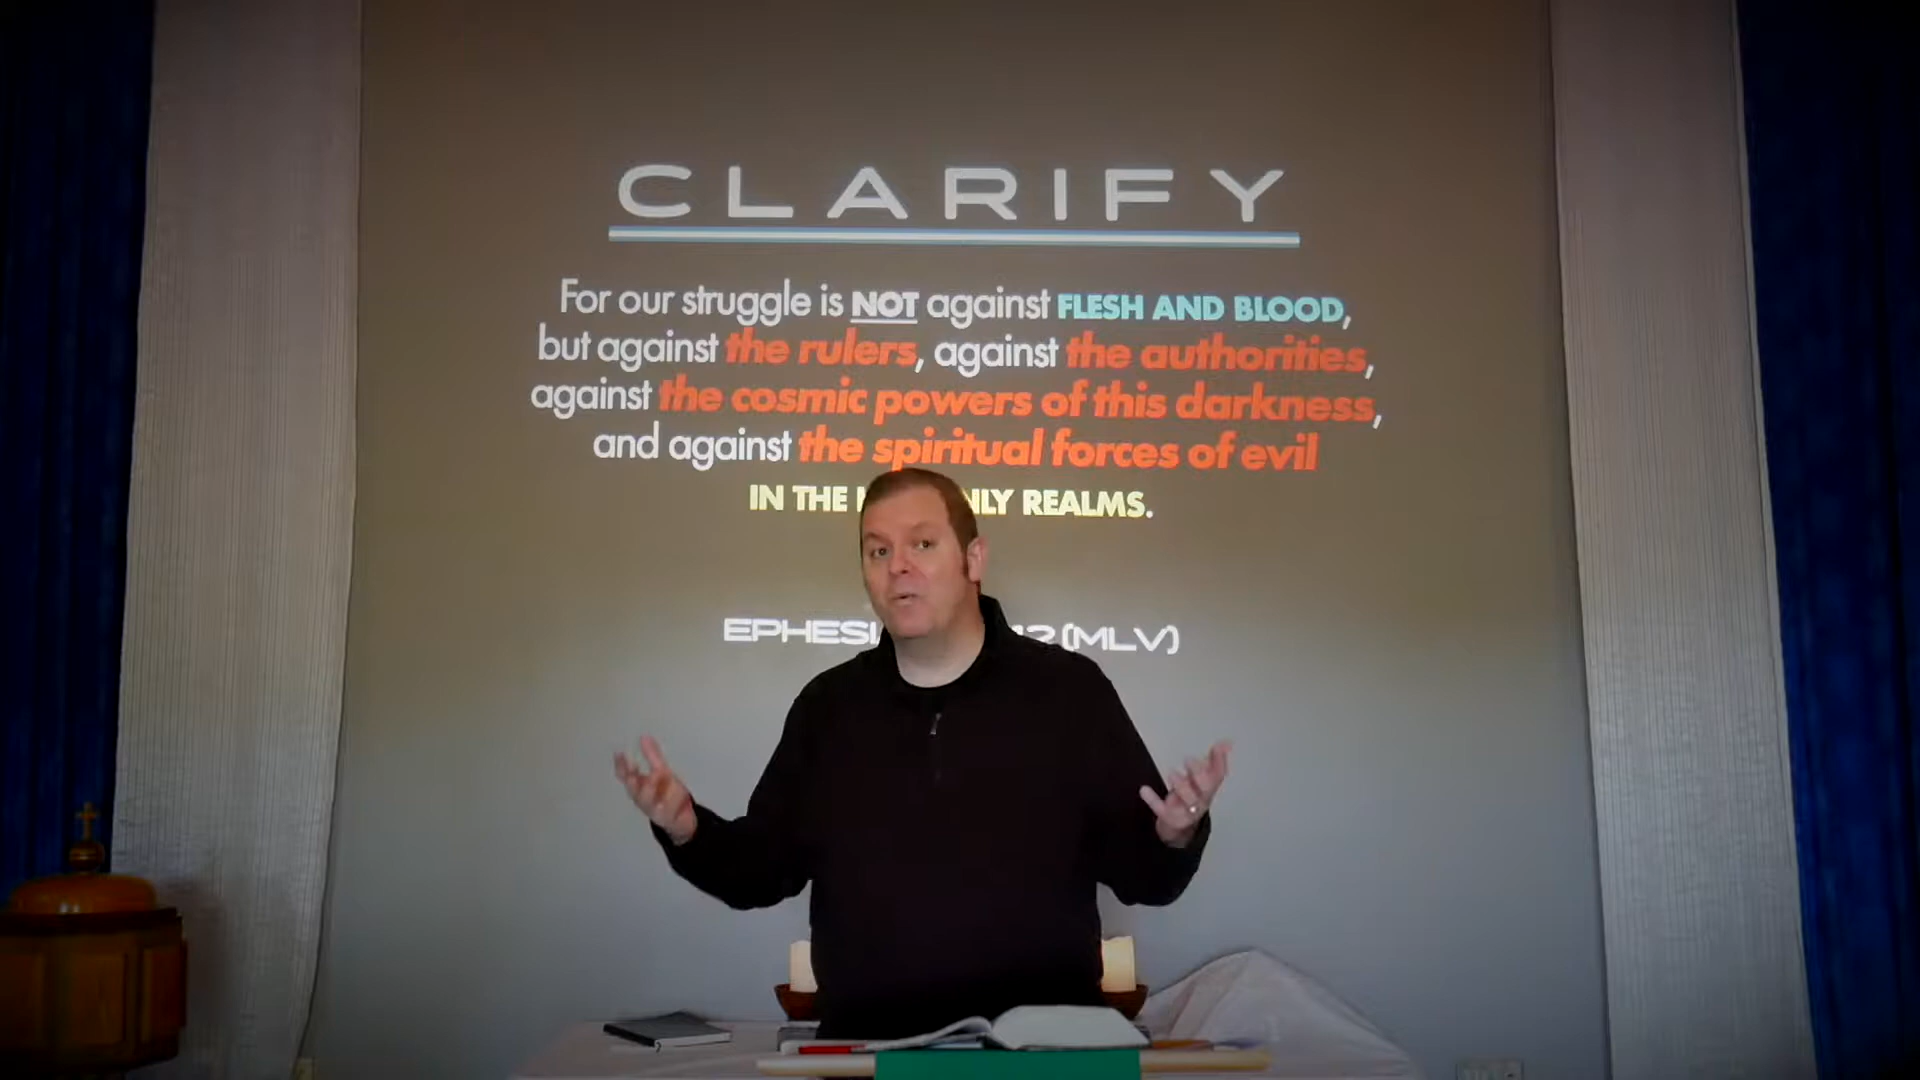 CLARIFY
For our struggle is NOT against FLESH AND BLOOD,
but against the rulers, against the authorities,
against the cosmic powers of this darkness,
and against the spiritual forces of evil
IN THE REALMS.
(MLV)